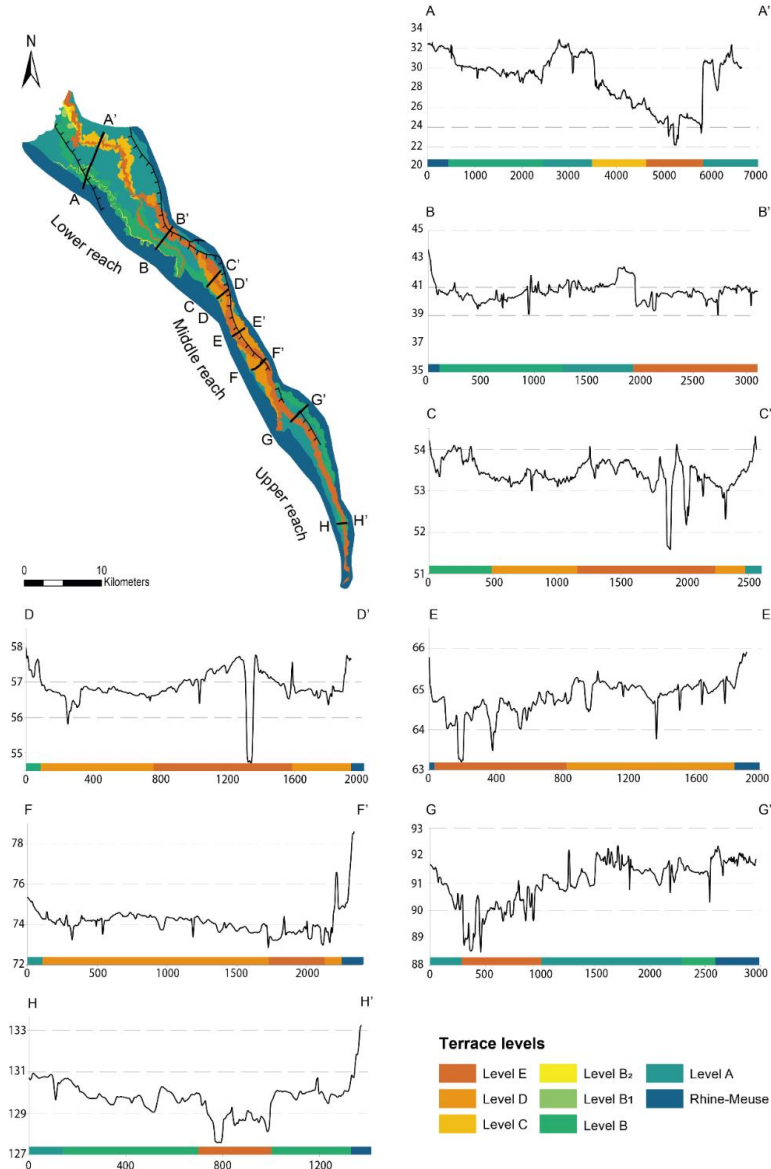 N
A'
A
B'
B
Lower reach
C'
D'
C
D
E'
E
Middle reach
F'
F
G'
G
Upper reach
H H'
0 10
Kilometers
A A'
34
32
30
28
26
24
22
20
0 1000 2000 3000 4000 5000 6000 7000
B B'
45
43
41
39
37
35
0 500 1000 1500 2000 2500 3000
C C'
54
53
52
51
0 500 1000 1500 2000 2500
D D'
58
57
56
55
0 400 800 1200 1600 2000
E E
66
65
64
63
0 400 800 1200 1600 2000
F F'
78
76
74
72
0 500 1000 1500 2000
G G'
93
92
91
90
89
88
0 500 1000 1500 2000 2500 3000
H H'
133
131
129
127
0 400 800 1200
Terrace levels
Level E Level B₂ Level A
Level D Level B1 Rhine-Meuse
Level C Level B